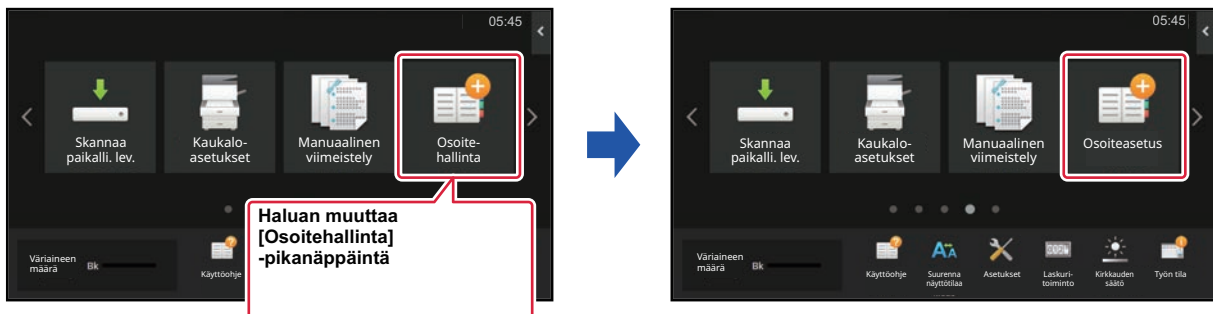 05:45
Skannaa
paikalli. lev.
Kaukalo-
asetukset
Manuaalinen
viimeistely
Osoite-
hallinta
Haluan muuttaa
[Osoitehallinta]
-pikanäppäintä
Väriaineen
määrä
Bk
Käyttöohje
05:45
Skannaa
paikalli. lev.
Kaukalo-
asetukset
Manuaalinen
viimeistely
Osoiteasetus
Väriaineen
määrä
Bk
Käyttöohje
Suurenna
näyttötilaa
Asetukset
Laskuri-
toiminto
Kirkkauden
säätö
Työn tila